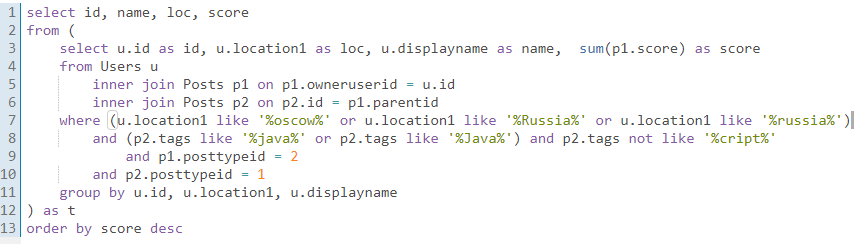 1 select id, name, loc, score
2 from (
3     select u.id as id, u.location1 as loc, u.displayname as name,  sum(p1.score) as score
4     from Users u
5         inner join Posts p1 on p1.owneruserid = u.id
6         inner join Posts p2 on p2.id = p1.parentid
7     where (u.location1 like '%oscow%' or u.location1 like '%Russia%' or u.location1 like '%russia%')
8         and (p2.tags like '%java%' or p2.tags like '%Java%') and p2.tags not like '%cript%'
9             and p1.posttypeid = 2
10         and p2.posttypeid = 1
11     group by u.id, u.location1, u.displayname
12 ) as t
13 order by score desc